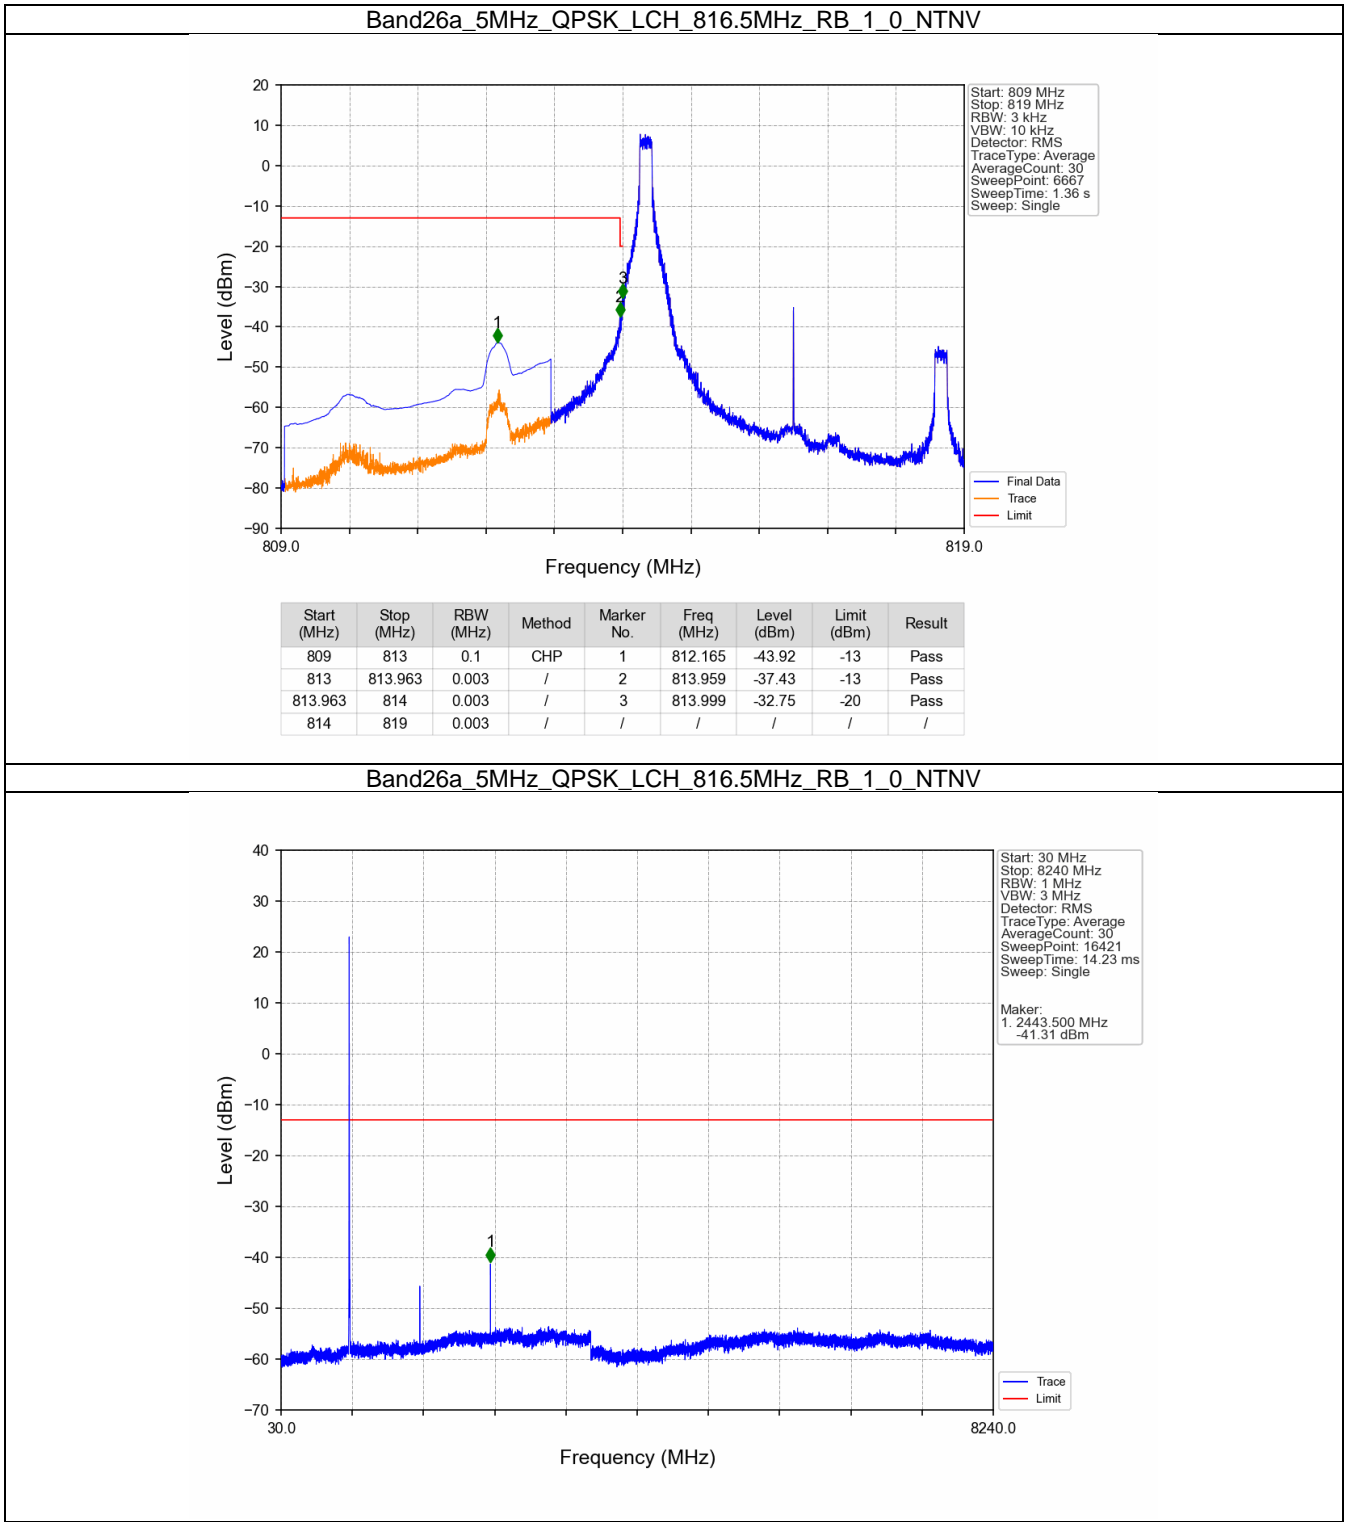 Band26a_5MHz_QPSK_LCH_816.5MHz_RB_1_0_NTNV
20
10
0
−10
−20
−30
−40
−50
−60
−70
−80
−90
Level (dBm)
1
2
3
809.0
819.0
Frequency (MHz)
Start: 809 MHz
Stop: 819 MHz
RBW: 3 kHz
VBW: 10 kHz
Detector: RMS
TraceType: Average
AverageCount: 30
SweepPoint: 6667
SweepTime: 1.36 s
Sweep: Single
Final Data
Trace
Limit
Start (MHz) Stop (MHz) RBW (MHz) Method Marker No. Freq (MHz) Level (dBm) Limit (dBm) Result
809 813 0.1 CHP 1 812.165 -43.92 -13 Pass
813 813.963 0.003 / 2 813.959 -37.43 -13 Pass
813.963 814 0.003 / 3 813.999 -32.75 -20 Pass
814 819 0.003 / / / / / /
Band26a_5MHz_QPSK_LCH_816.5MHz_RB_1_0_NTNV
40
30
20
10
0
−10
−20
−30
−40
−50
−60
−70
Level (dBm)
1
30.0
8240.0
Frequency (MHz)
Start: 30 MHz
Stop: 8240 MHz
RBW: 1 MHz
VBW: 3 MHz
Detector: RMS
TraceType: Average
AverageCount: 30
SweepPoint: 16421
SweepTime: 14.23 ms
Sweep: Single
Maker:
1. 2443.500 MHz
-41.31 dBm
Trace
Limit